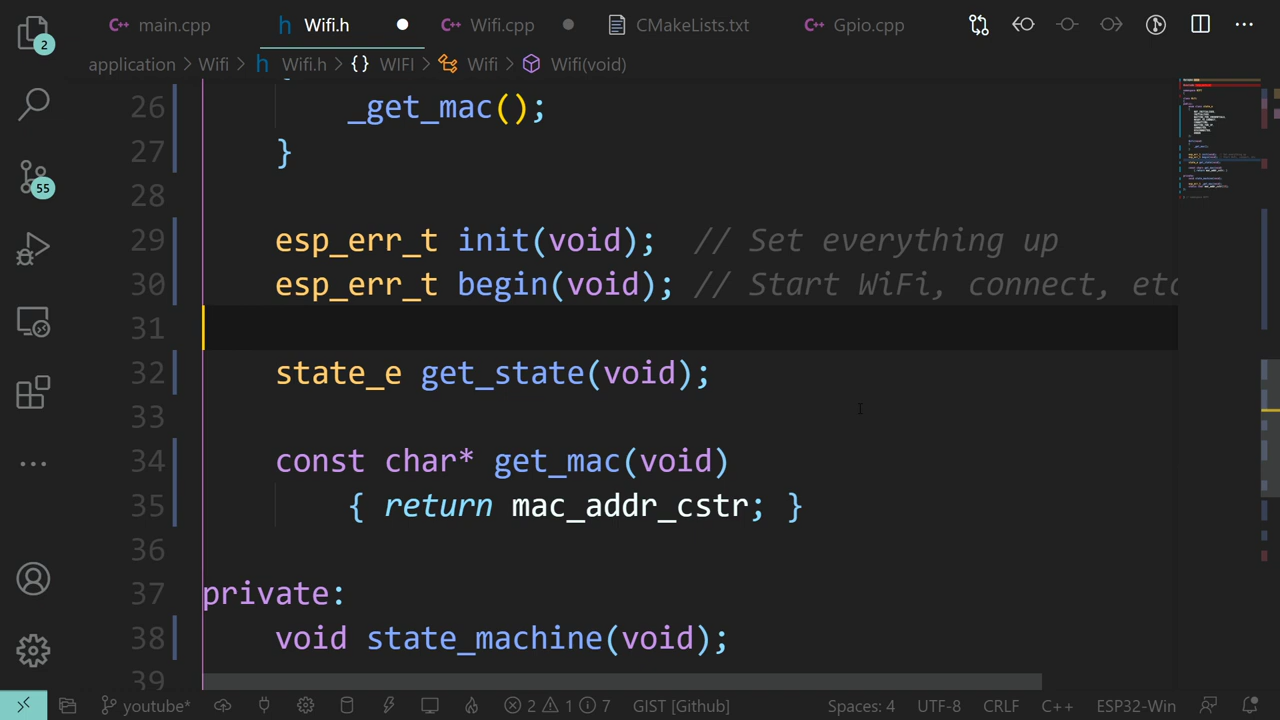 2
55
main.cpp
Wifi.h
Wifi.cpp
CMakeLists.txt
Gpio.cpp
application > Wifi > h Wifi.h > {} WIFI > Wifi > Wifi(void)
26 _get_mac();
27 }
28
29 esp_err_t init(void); // Set everything up
30 esp_err_t begin(void); // Start WiFi, connect, etc
31
32 state_e get_state(void);
33
34 const char* get_mac(void)
35 { return mac_addr_cstr; }
36
37 private:
38 void state_machine(void);
39
youtube* 2 1 7 GIST [Github] Spaces: 4 UTF-8 CRLF C++ ESP32-Win